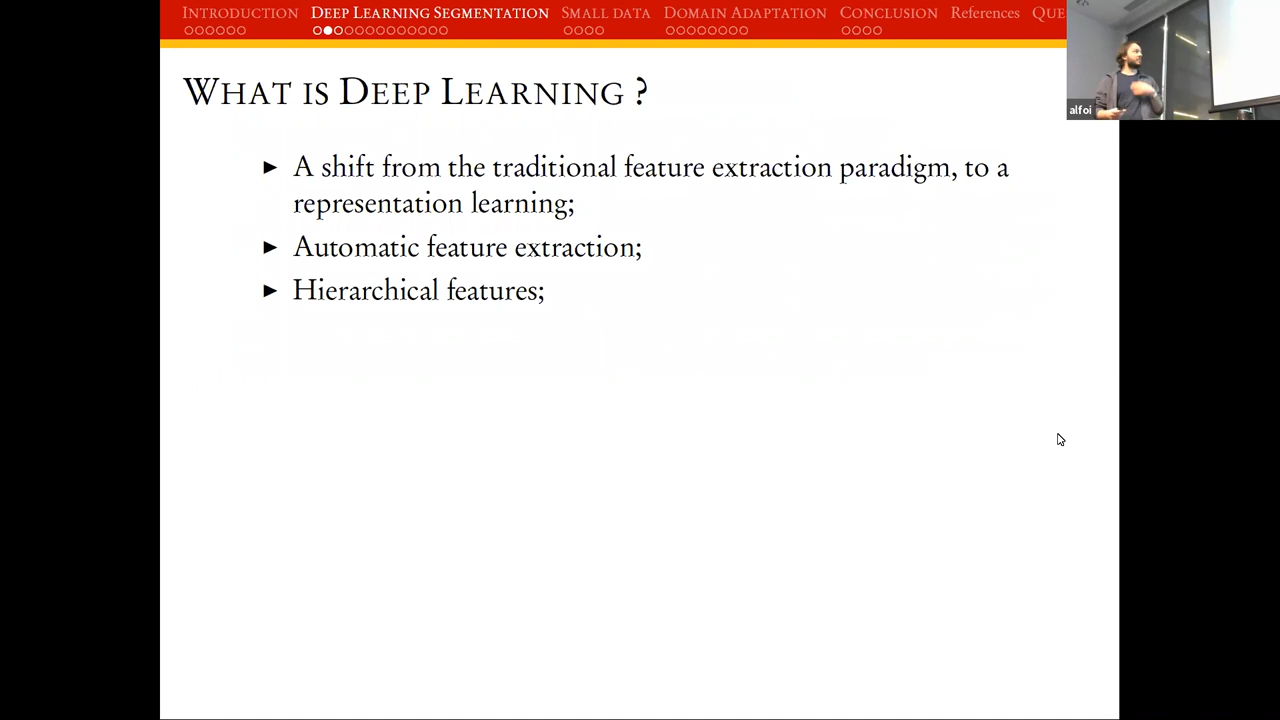 INTRODUCTION DEEP LEARNING SEGMENTATION SMALL DATA DOMAIN ADAPTATION CONCLUSION References
alfoi
WHAT IS DEEP LEARNING ?
► A shift from the traditional feature extraction paradigm, to a
representation learning;
► Automatic feature extraction;
► Hierarchical features;